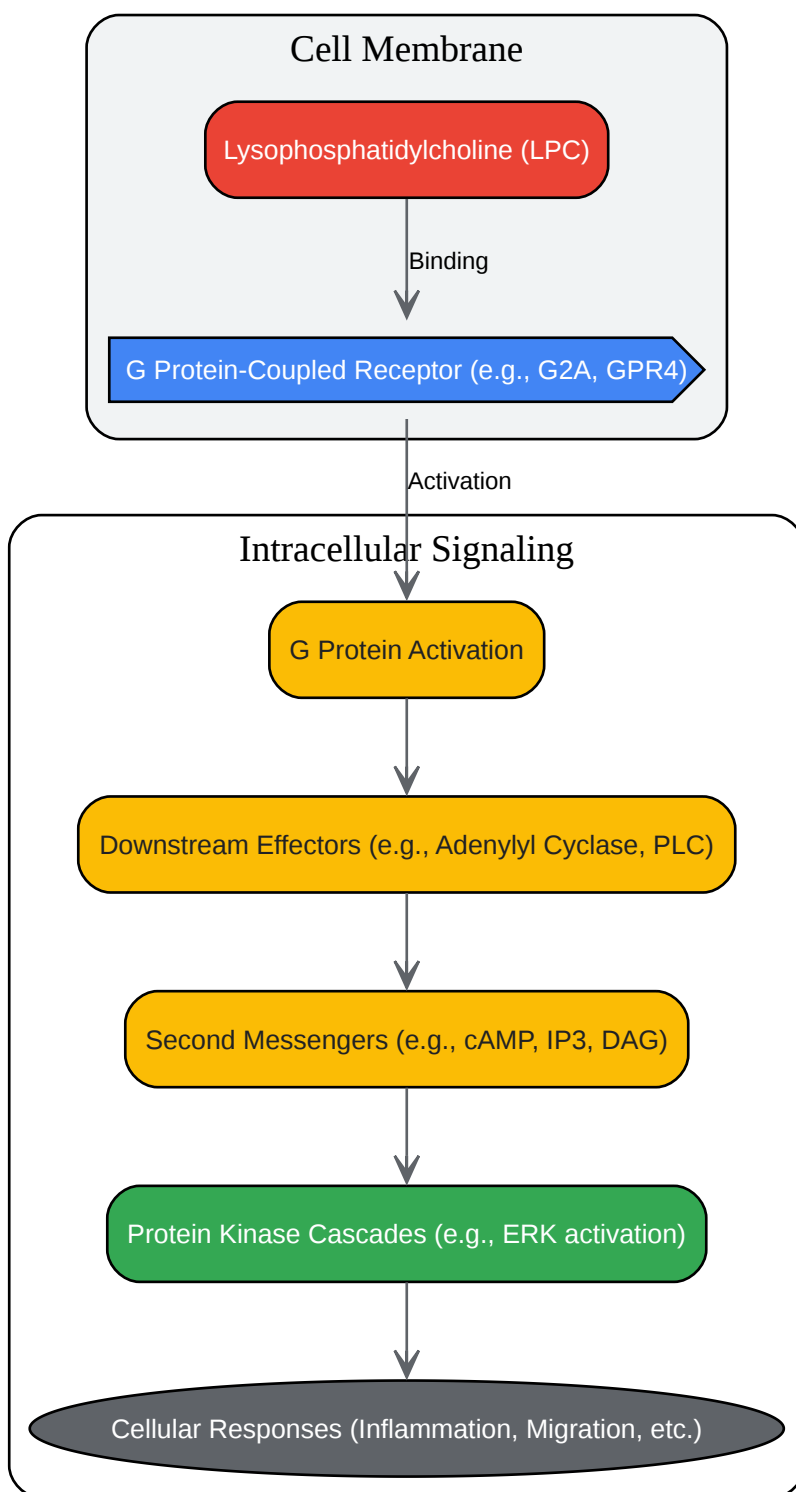 Cell Membrane
Lysophosphatidylcholine (LPC)
Binding
G Protein-Coupled Receptor (e.g., G2A, GPR4)
Activation
Intracellular Signaling
G Protein Activation
Downstream Effectors (e.g., Adenylyl Cyclase, PLC)
Second Messengers (e.g., cAMP, IP3, DAG)
Protein Kinase Cascades (e.g., ERK activation)
Cellular Responses (Inflammation, Migration, etc.)